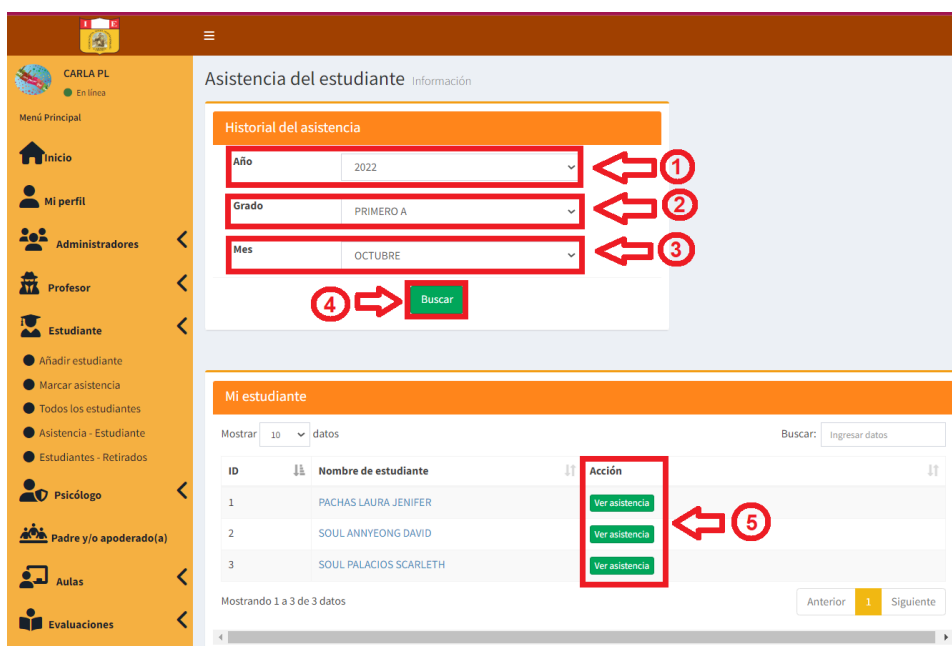 I E
CARLA PL
En línea
Menú Principal
Inicio
Mi perfil
Administradores
Profesor
Estudiante
Añadir estudiante
Marcar asistencia
Todos los estudiantes
Asistencia - Estudiante
Estudiantes - Retirados
Psicólogo
Padre y/o apoderado(a)
Aulas
Evaluaciones
Asistencia del estudiante Información
Historial del asistencia
Año 2022 1
Grado PRIMERO A 2
Mes OCTUBRE 3
4 Buscar
Mi estudiante
Mostrar 10 datos Buscar: Ingresar datos
ID Nombre de estudiante Acción
1 PACHAS LAURA JENIFER Ver asistencia
2 SOUL ANNYEONG DAVID Ver asistencia 5
3 SOUL PALACIOS SCARLETH Ver asistencia
Mostrando 1 a 3 de 3 datos Anterior 1 Siguiente